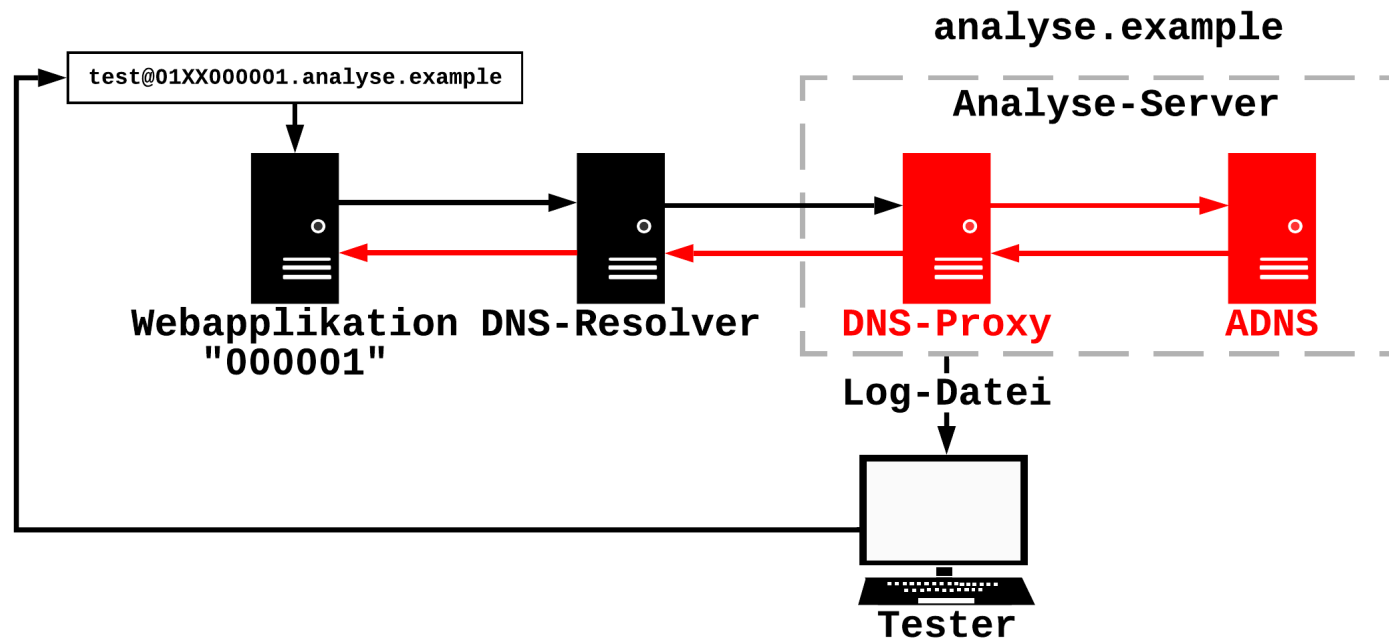 analyse.example
test@01XX000001.analyse.example
Analyse-Server
Webapplikation
"000001"
DNS-Resolver
DNS-Proxy
ADNS
Log-Datei
Tester